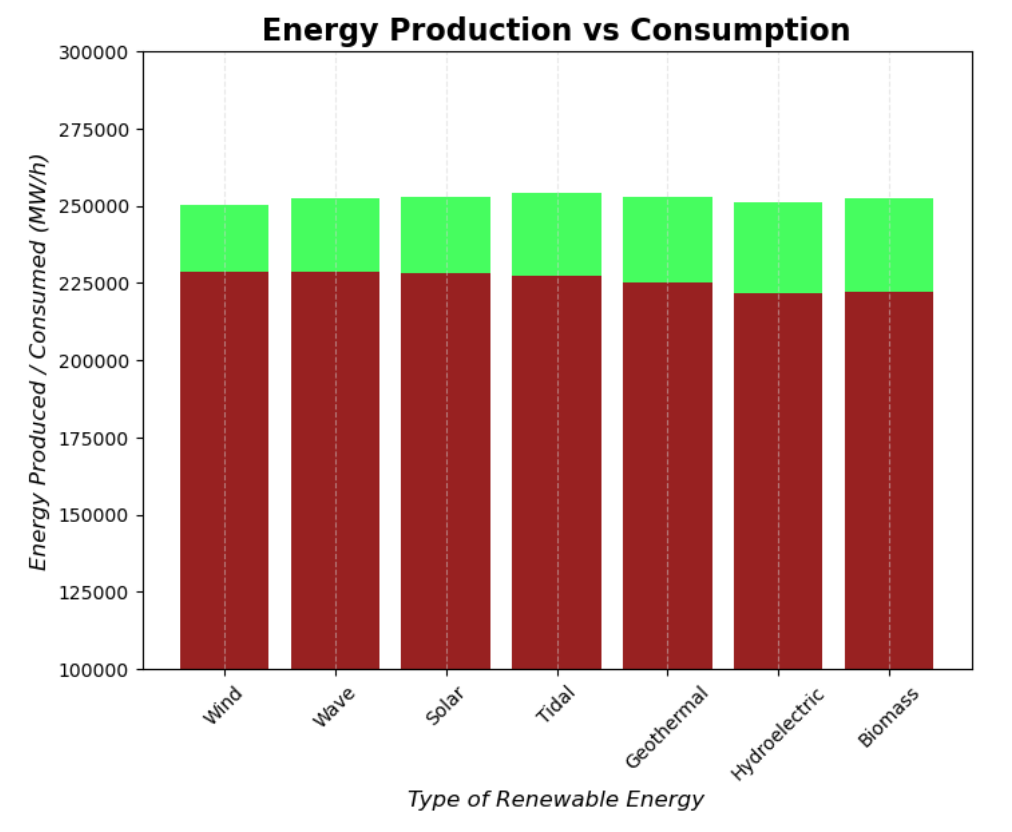 Energy Production vs Consumption
300000
275000
250000
225000
200000
175000
150000
125000
100000
Energy Produced / Consumed (MW/h)
Wind
Wave
Solar
Tidal
Geothermal
Hydroelectric
Biomass
Type of Renewable Energy